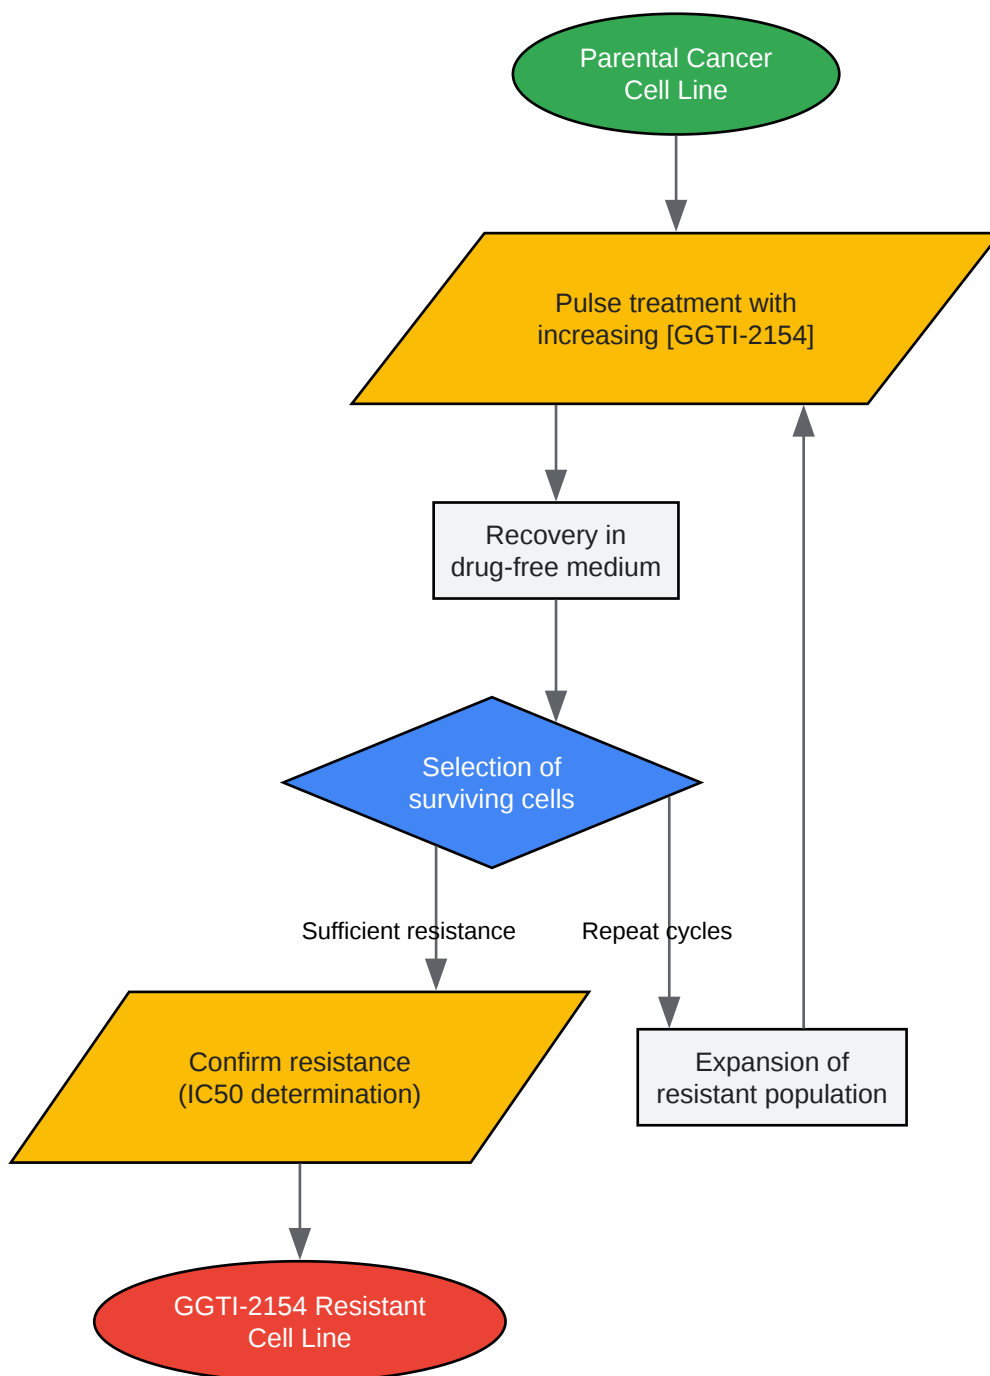 Parental Cancer
Cell Line
Pulse treatment with
increasing [GGTI-2154]
Recovery in
drug-free medium
Selection of
surviving cells
Sufficient resistance
Repeat cycles
Confirm resistance
(IC50 determination)
Expansion of
resistant population
GGTI-2154 Resistant
Cell Line